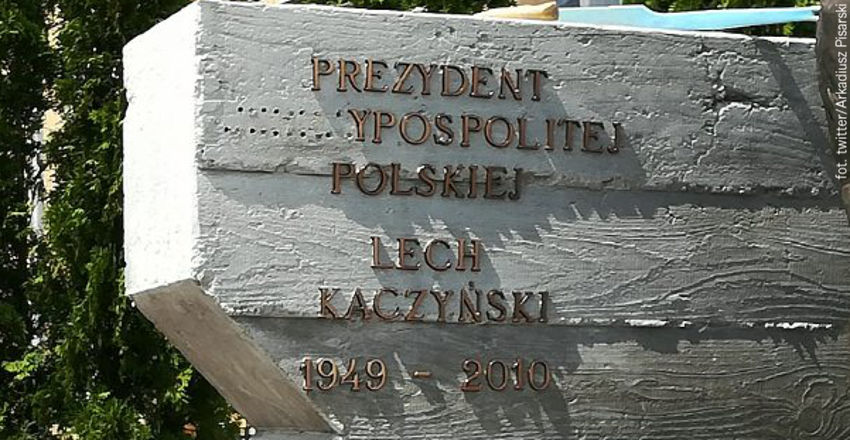 PREZYDENT
YPOSPOLITEJ
POLSKIEJ
LECH
KACZYŃSKI
1949 - 2010
fot. twitter/Arkadiusz Pisarski